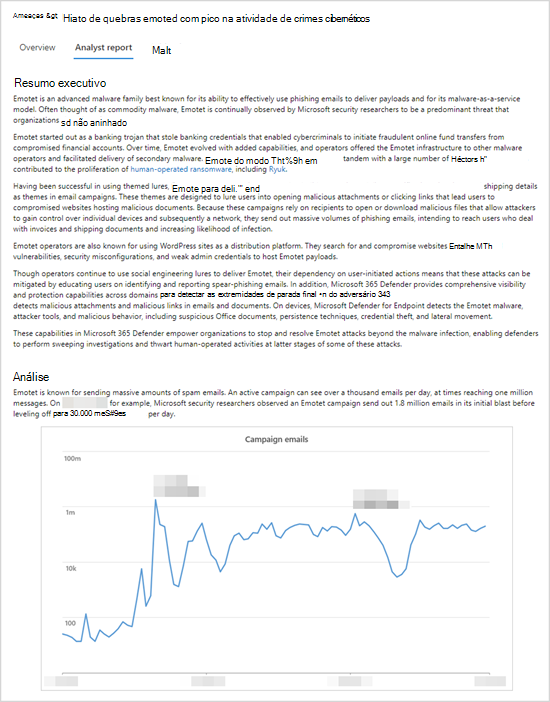 Ameaças &gt Hiato de quebras emoted com pico na atividade de crimes cibernéticos
Overview Analyst report Malt
Resumo executivo
Emotet is an advanced malware family best known for its ability to effectively use phishing emails to deliver payloads and for its malware-as-a-service
model. Often thought of as commodity malware, Emotet is continually observed by Microsoft security researchers to be a predominant threat that
organizations sd não aninhado
Emotet started out as a banking trojan that stole banking credentials that enabled cybercriminals to initiate fraudulent online fund transfers from
compromised financial accounts. Over time, Emotet evolved with added capabilities, and operators offered the Emotet infrastructure to other malware
operators and facilitated delivery of secondary malware. Emote do modo Tht%9h em tandem with a large number of Héctors h"
contributed to the proliferation of human-operated ransomware, including Ryuk.
Having been successful in using themed lures, Emote para deli."' end shipping details
as themes in email campaigns. These themes are designed to lure users into opening malicious attachments or clicking links that lead users to
compromised websites hosting malicious documents. Because these campaigns rely on recipients to open or download malicious files that allow attackers
to gain control over individual devices and subsequently a network, they send out massive volumes of phishing emails, intending to reach users who deal
with invoices and shipping documents and increasing likelihood of infection.
Emotet operators are also known for using WordPress sites as a distribution platform. They search for and compromise websites Entalhe MTh
vulnerabilities, security misconfigurations, and weak admin credentials to host Emotet payloads.
Though operators continue to use social engineering lures to deliver Emotet, their dependency on user-initiated actions means that these attacks can be
mitigated by educating users on identifying and reporting spear-phishing emails. In addition, Microsoft 365 Defender provides comprehensive visibility
and protection capabilities across domains para detectar as extremidades de parada final •n do adversário 343
detects malicious attachments and malicious links in emails and documents. On devices, Microsoft Defender for Endpoint detects the Emotet malware,
attacker tools, and malicious behavior, including suspicious Office documents, persistence techniques, credential theft, and lateral movement.
These capabilities in Microsoft 365 Defender empower organizations to stop and resolve Emotet attacks beyond the malware infection, enabling defenders
to perform sweeping investigations and thwart human-operated activities at latter stages of some of these attacks.
Análise
Emotet is known for sending massive amounts of spam emails. An active campaign can see over a thousand emails per day, at times reaching one million
messages. On for example, Microsoft security researchers observed an Emotet campaign send out 1.8 million emails in its initial blast before
leveling off para 30.000 meS#9es per day.
Campaign emails
100m
1m
10k
100